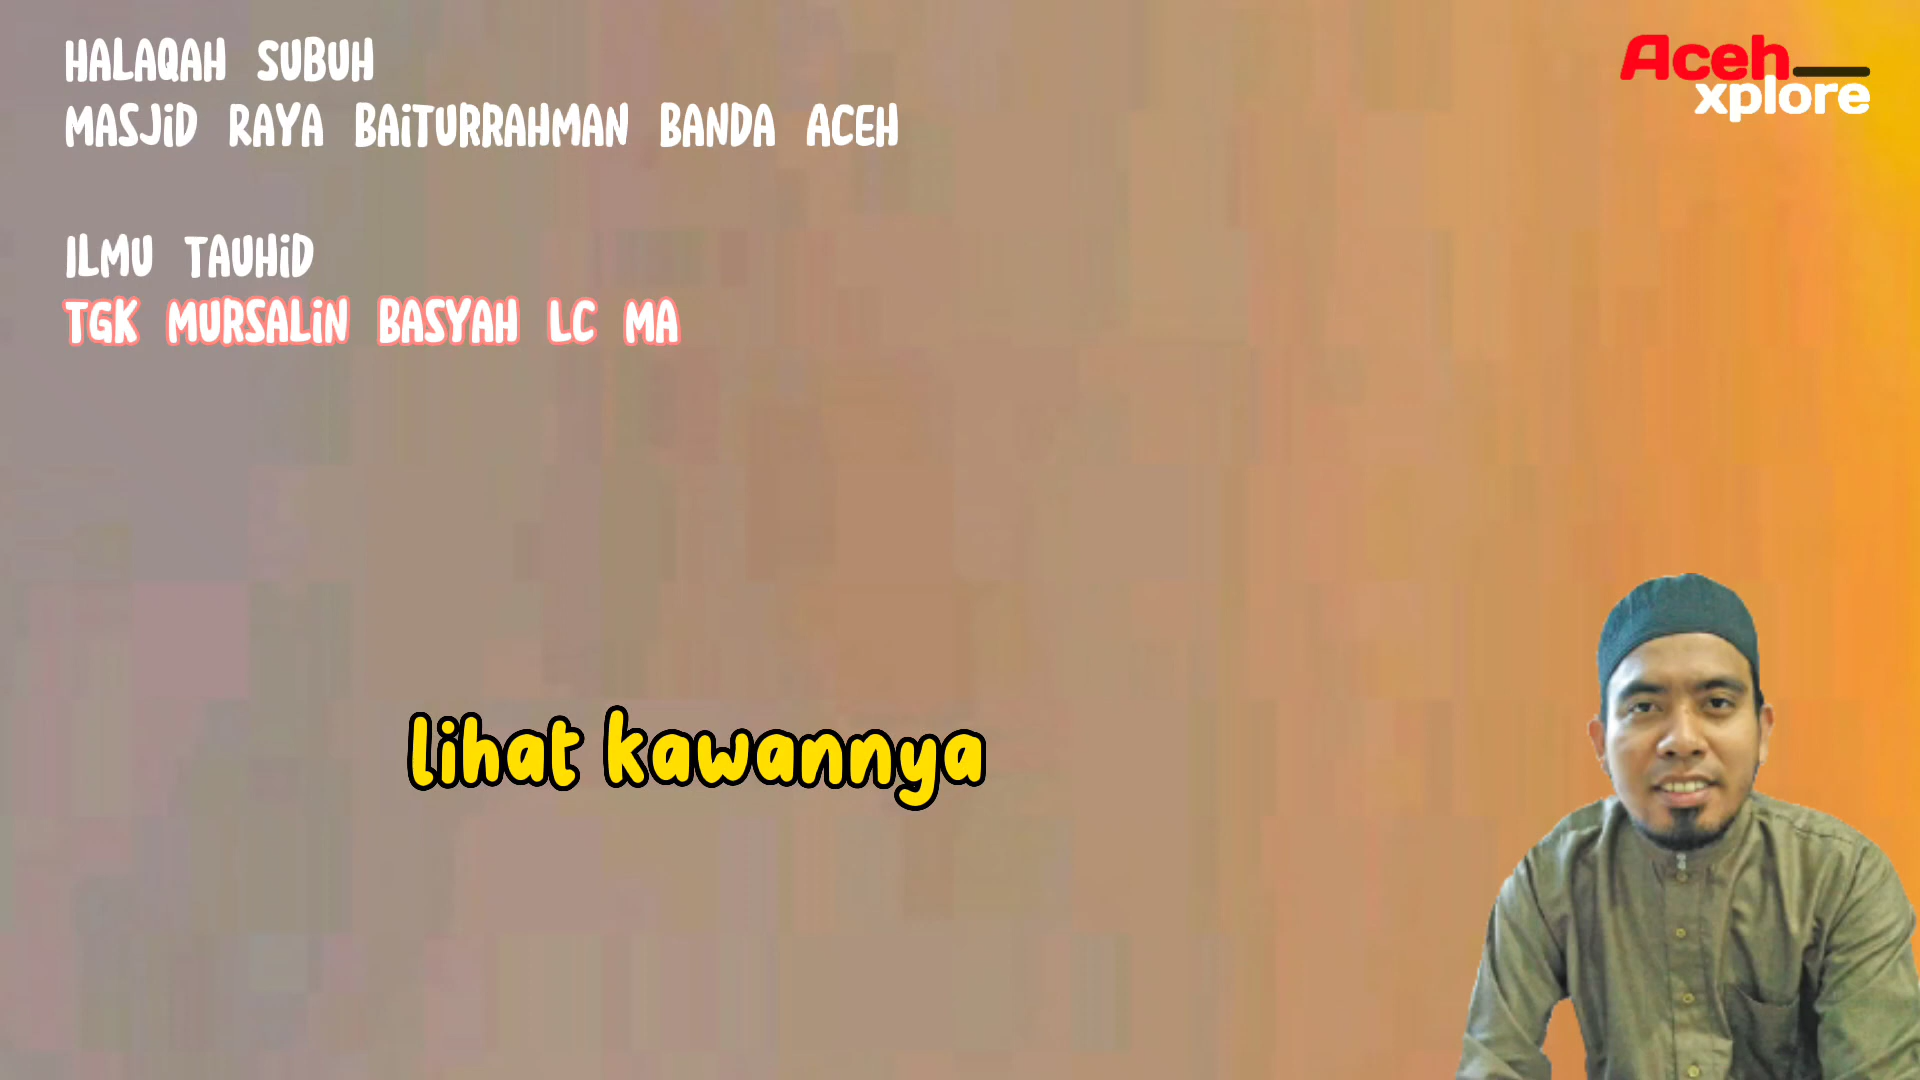 HALAQAH SUBUH
MASJiD RAYA BAiTURRAHMAN BANDA ACEH
ILMU TAUHiD
TGK MURSALiN BASYAH LC MA
Aceh
xplore
lihat kawannya